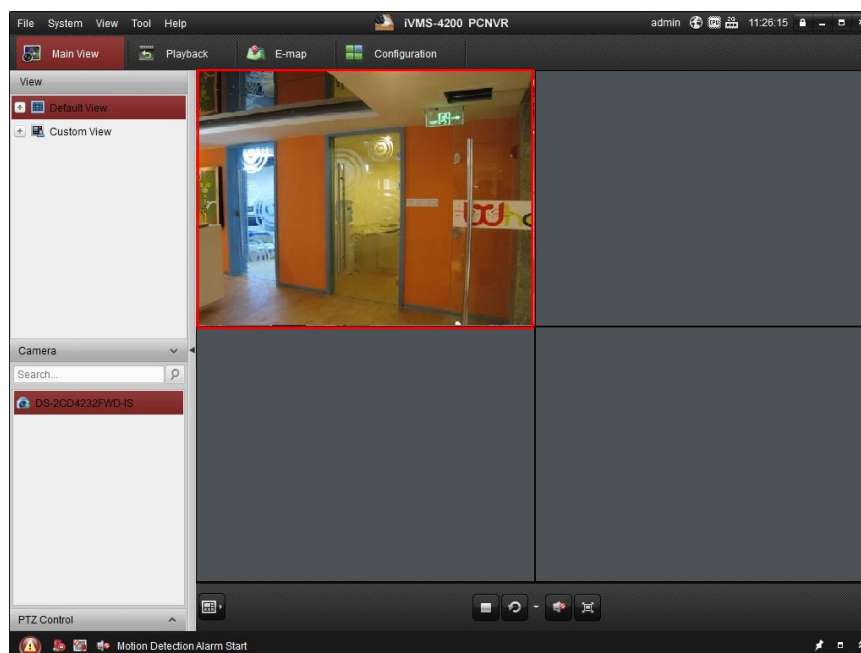 File System View Tool Help iVMS-4200 PCNVR admin 11:26:15
Main View Playback E-map Configuration
View
Default View
Custom View
Camera
Search...
DS-2CD4232FWD-IS
PTZ Control
Motion Detection Alarm Start